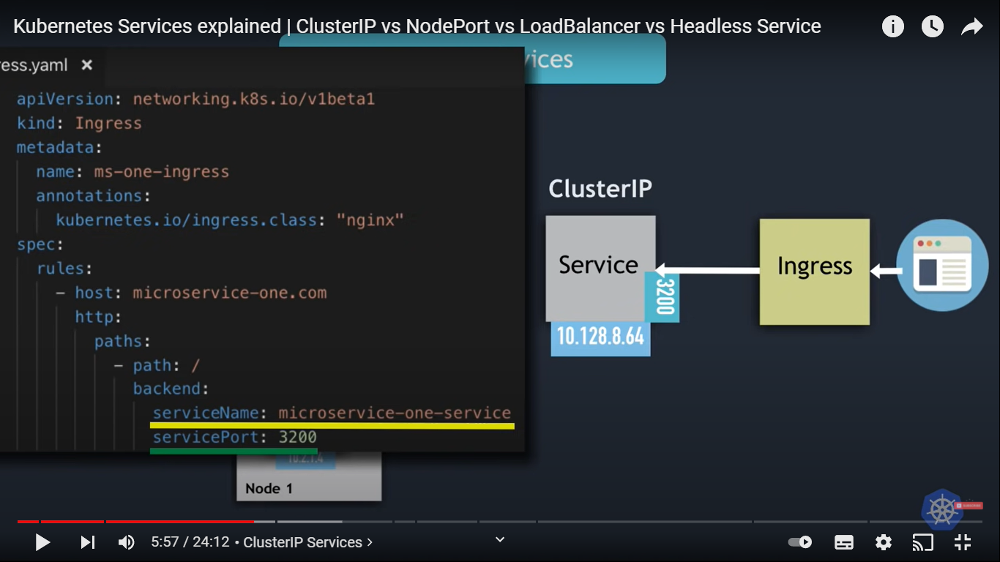 Kubernetes Services explained | ClusterIP vs NodePort vs LoadBalancer vs Headless Service
vices
ress.yaml ×
apiVersion: networking.k8s.io/v1beta1
kind: Ingress
metadata:
name: ms-one-ingress
annotations:
kubernetes.io/ingress.class: "nginx"
spec:
rules:
- host: microservice-one.com
http:
paths:
- path: /
backend:
serviceName: microservice-one-service
servicePort: 3200
ClusterIP
Service
3200
10.128.8.64
Ingress
10.2.1.4
Node 1
SUBSCRIBE
5:57 / 24:12 • ClusterIP Services ›